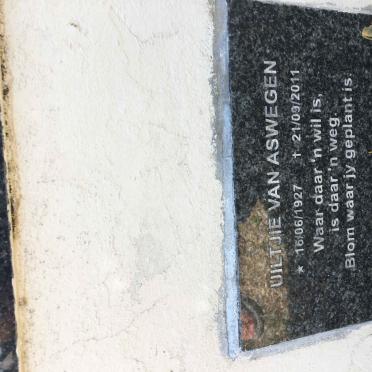 UILTJIE VAN ASWEGEN
* 16/06/1927 † 21/09/2011
Waar daar 'n wil is,
is daar 'n weg
Blom waar jy geplant is